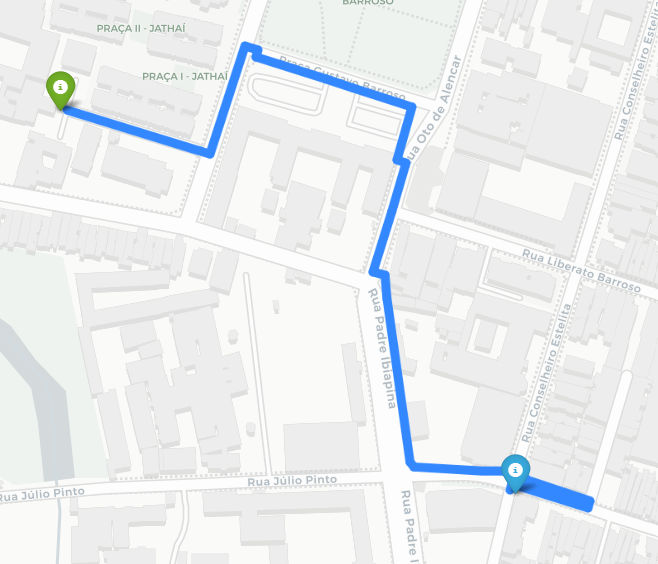 BARROSO
PRAÇA II - JATHAÍ
PRAÇA I - JATHAÍ
Praça Gustavo Barroso
Rua Oto de Alencar
Rua Conselheiro Estelita
Rua Liberato Barroso
Rua Padre Ibiapina
Rua Conselheiro Estelita
Rua Júlio Pinto
Rua Júlio Pinto
Rua Padre I